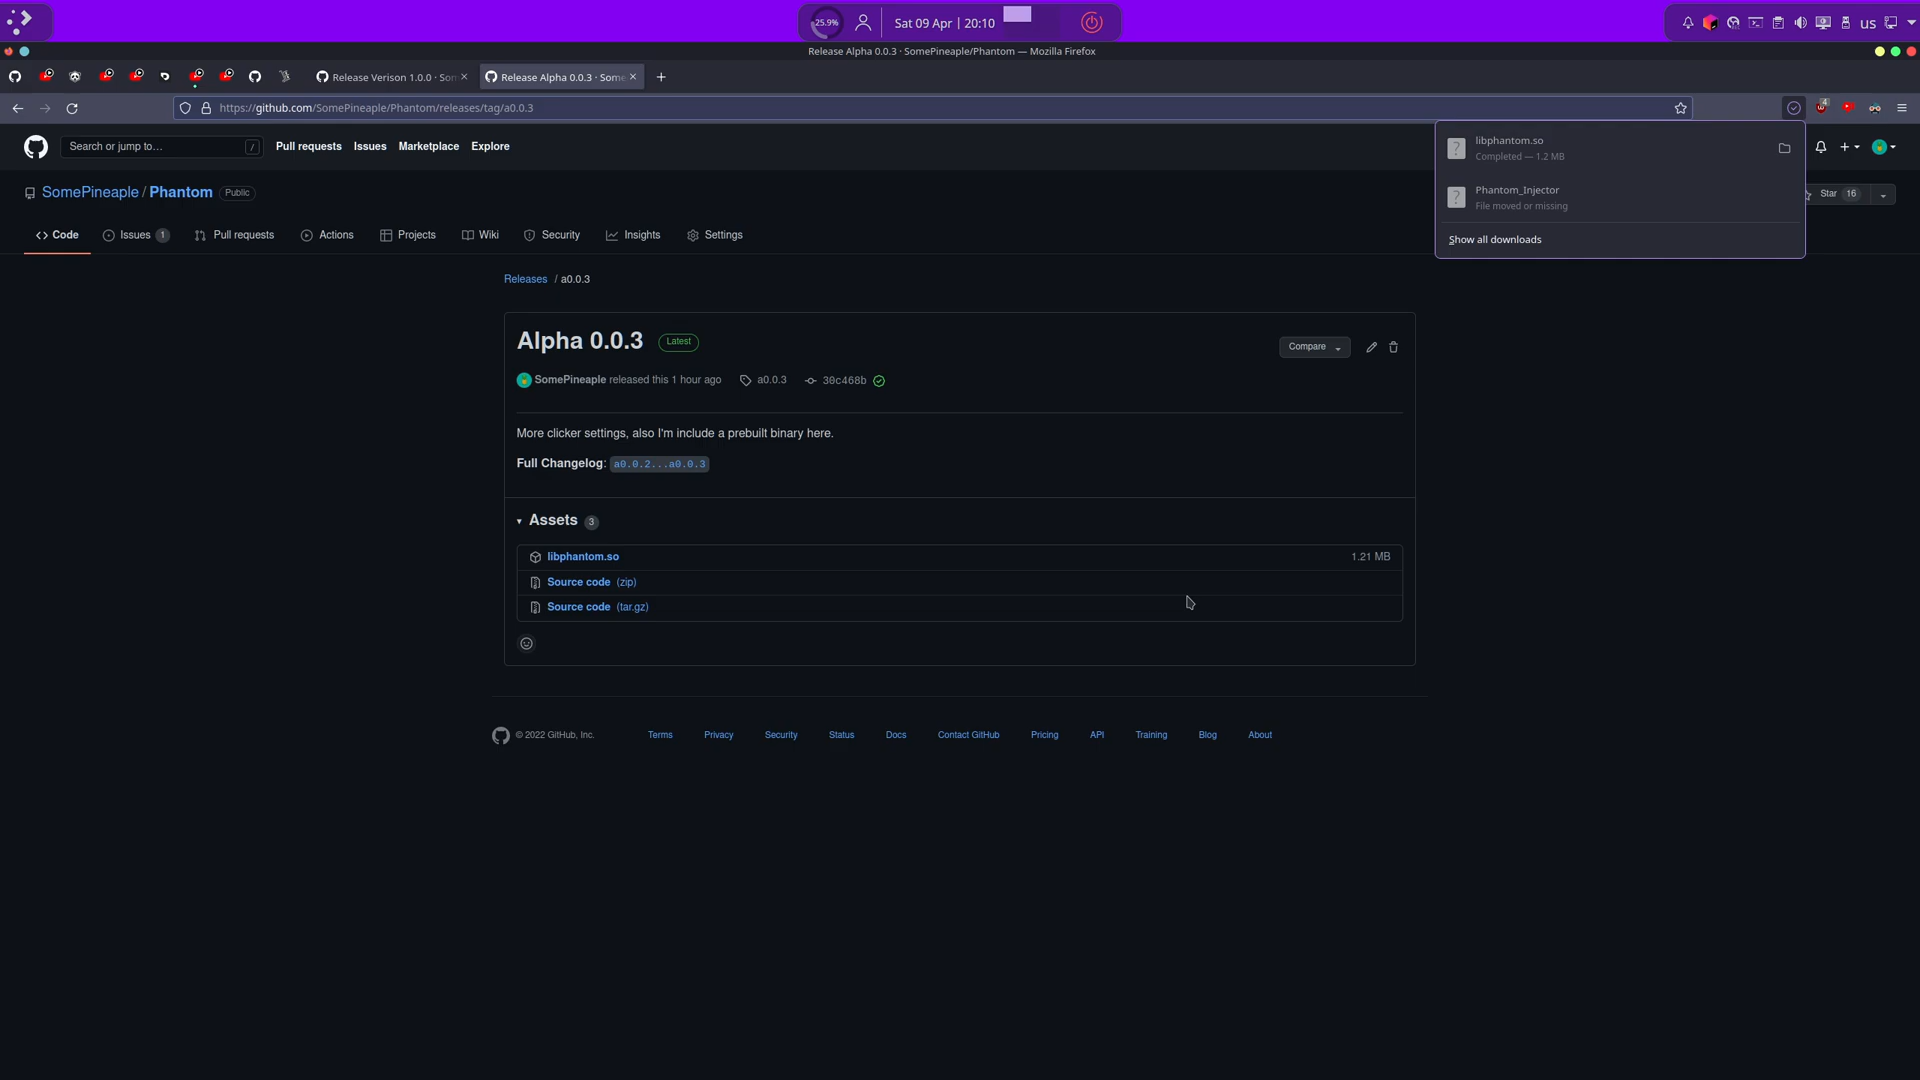 25.9%
Sat 09 Apr | 20:10
us
Release Alpha 0.0.3 · SomePineaple/Phantom — Mozilla Firefox
Release Verison 1.0.0 · Som
Release Alpha 0.0.3 · Some
https://github.com/SomePineaple/Phantom/releases/tag/a0.0.3
4
Search or jump to…
/
Pull requests
Issues
Marketplace
Explore
libphantom.so
Completed — 1.2 MB
Phantom_Injector
File moved or missing
Show all downloads
SomePineaple / Phantom
Public
Star 16
Code
Issues 1
Pull requests
Actions
Projects
Wiki
Security
Insights
Settings
Releases / a0.0.3
Alpha 0.0.3
Latest
Compare
SomePineaple released this 1 hour ago
a0.0.3
30c468b
More clicker settings, also I'm include a prebuilt binary here.
Full Changelog: a0.0.2...a0.0.3
Assets 3
libphantom.so
1.21 MB
Source code (zip)
Source code (tar.gz)
© 2022 GitHub, Inc.
Terms
Privacy
Security
Status
Docs
Contact GitHub
Pricing
API
Training
Blog
About